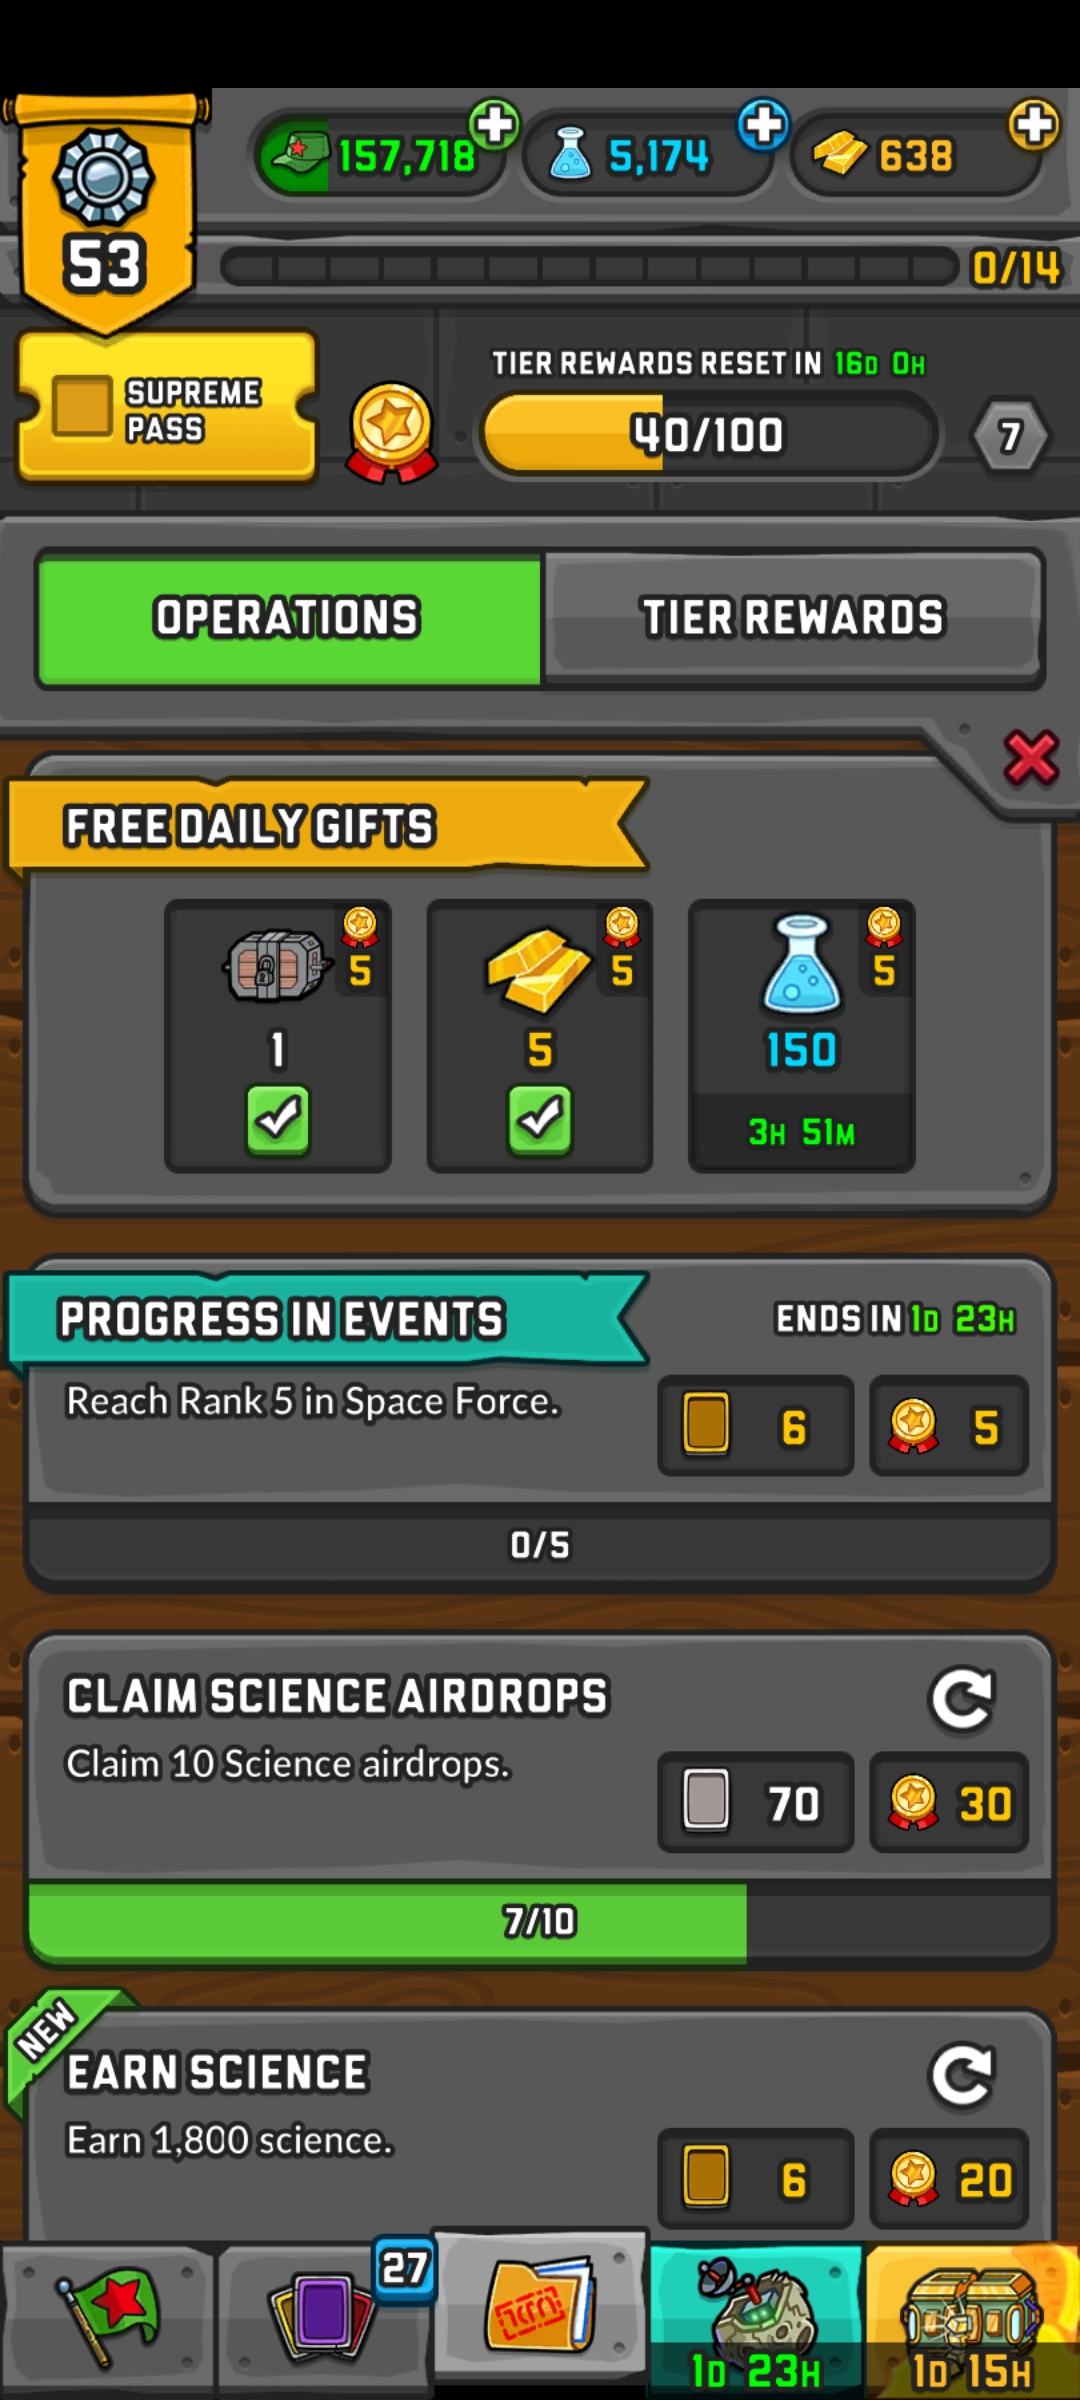 157,718
5,174
638
53
0/14
SUPREME
PASS
TIER REWARDS RESET IN 16D 0H
40/100
7
OPERATIONS
TIER REWARDS
FREE DAILY GIFTS
5
5
5
1
5
150
3H 51M
PROGRESS IN EVENTS
ENDS IN 1D 23H
Reach Rank 5 in Space Force.
6
5
0/5
CLAIM SCIENCE AIRDROPS
Claim 10 Science airdrops.
70
30
7/10
NEW
EARN SCIENCE
Earn 1,800 science.
6
20
27
1D 23H
1D 15H